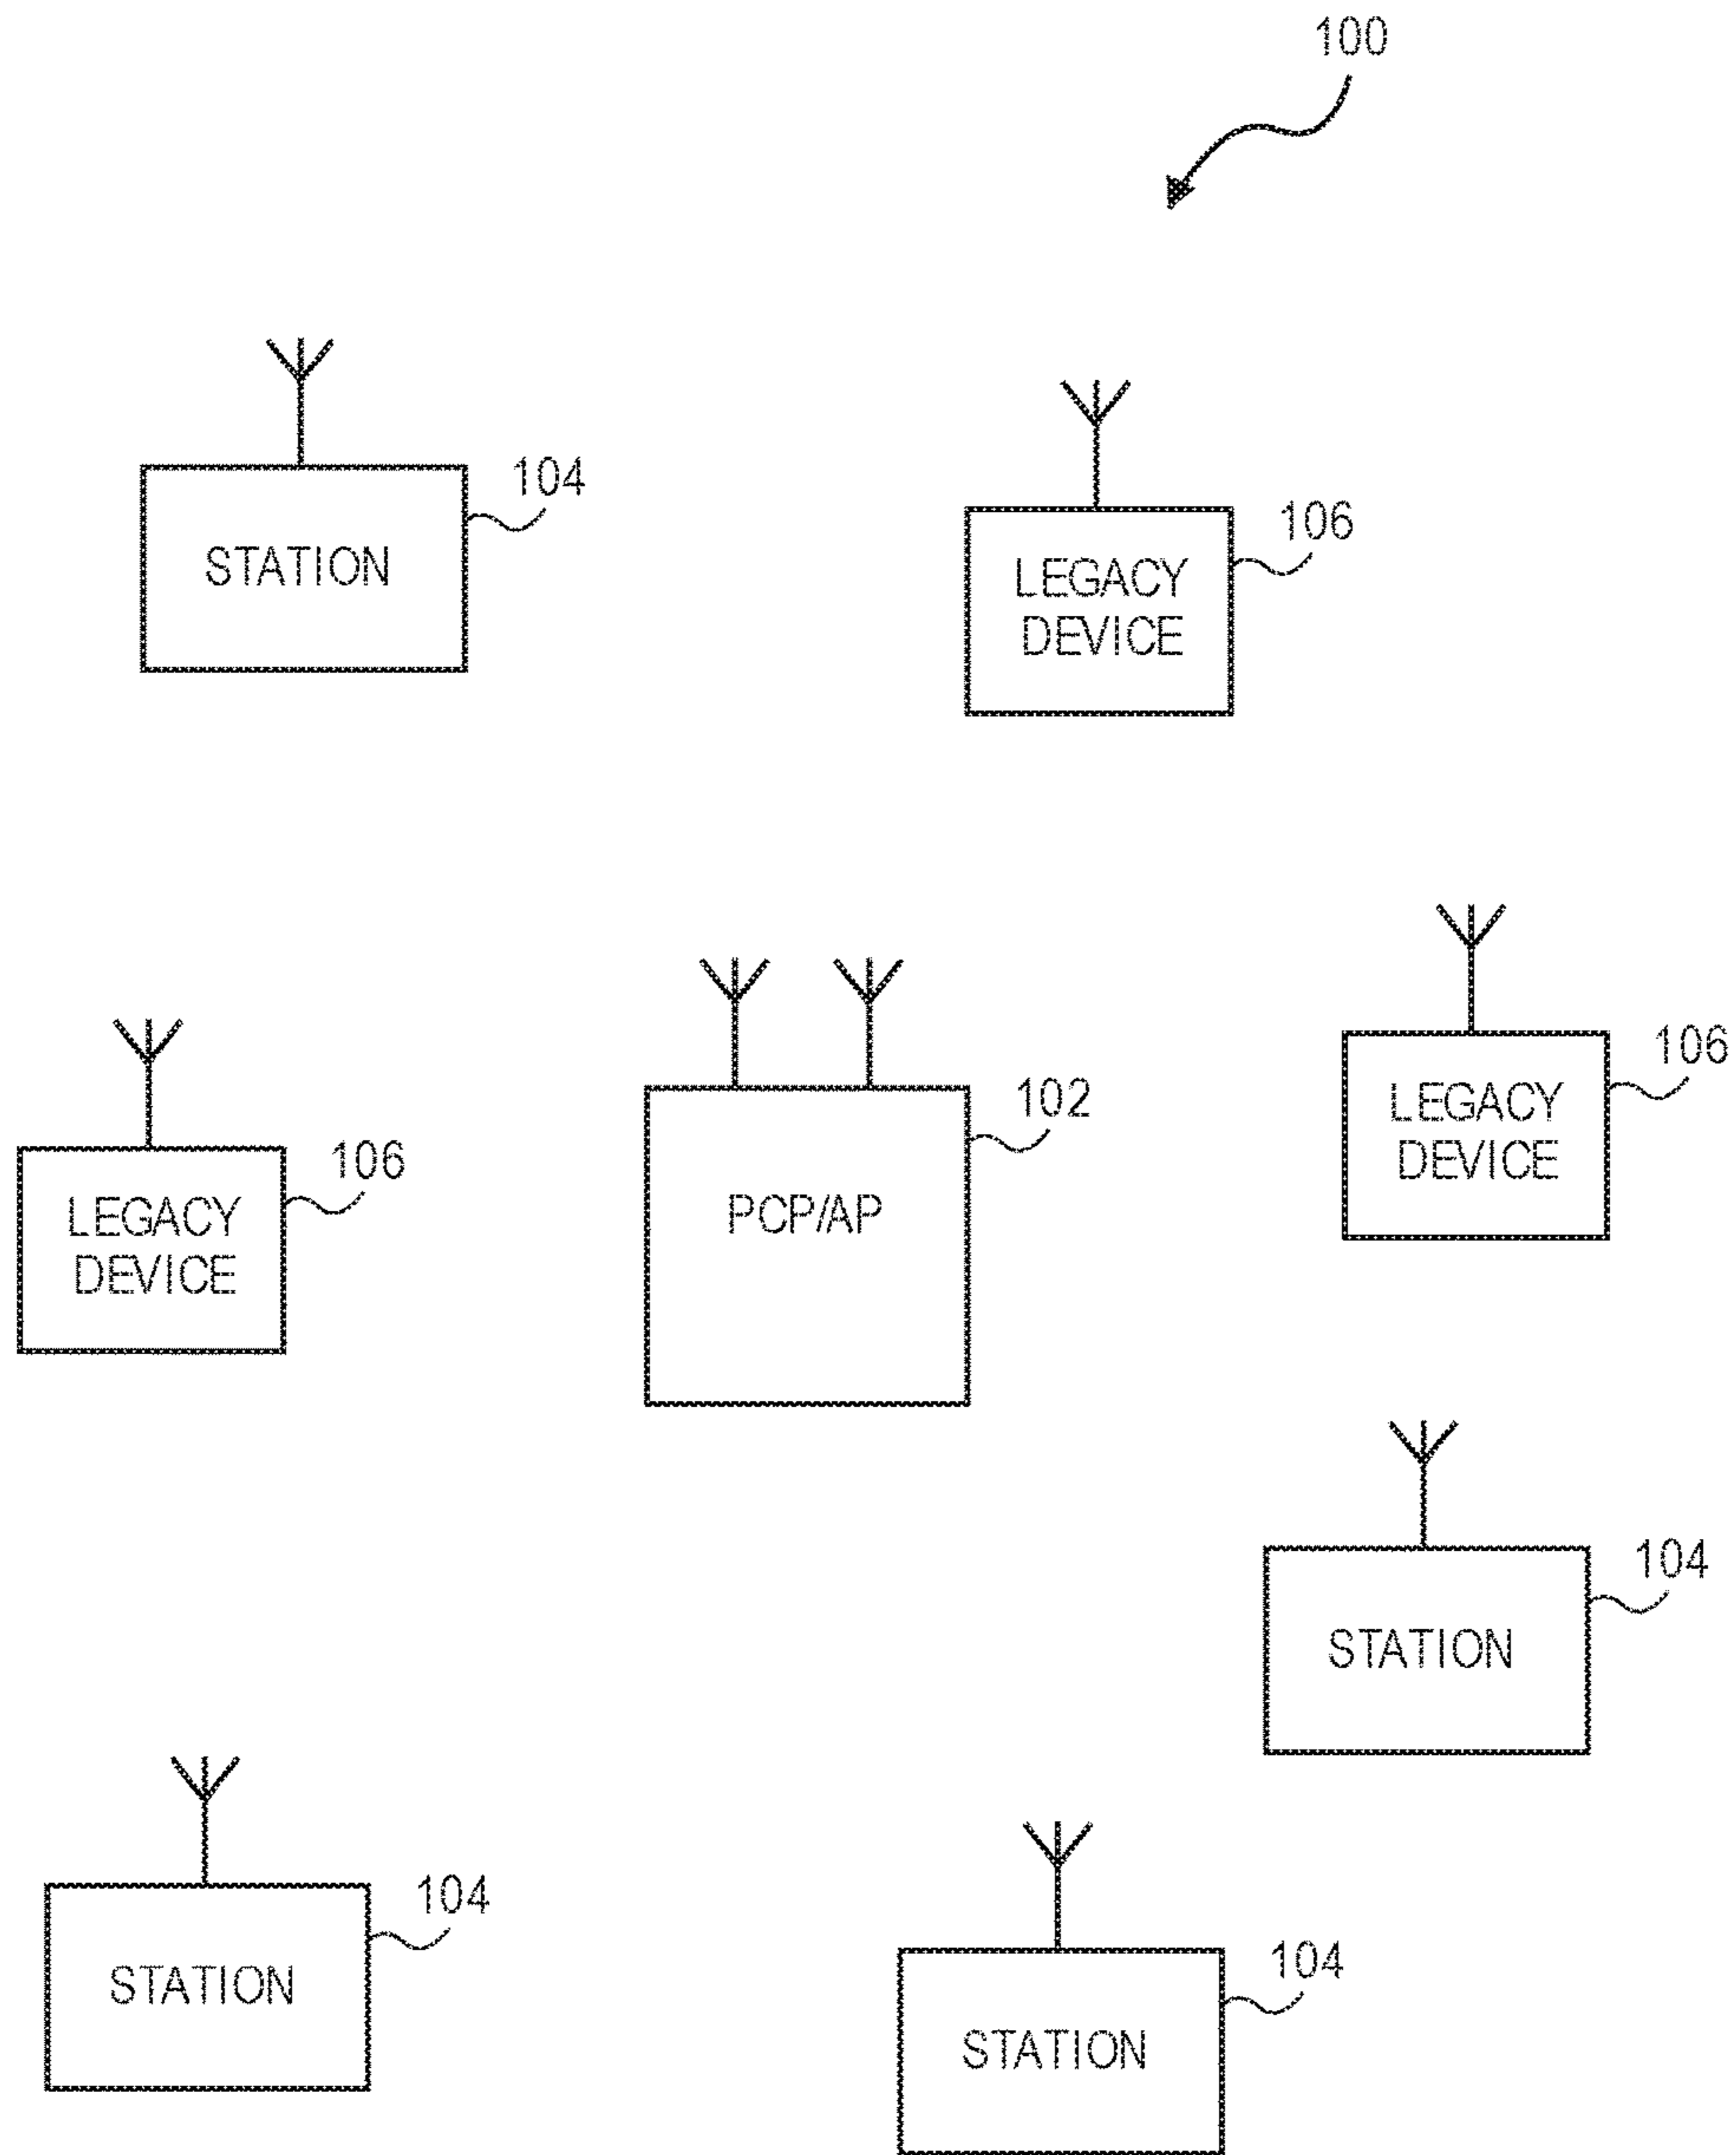 100
104
STATION
106
LEGACY
DEVICE
106
LEGACY
DEVICE
102
PCP/AP
106
LEGACY
DEVICE
104
STATION
104
STATION
104
STATION